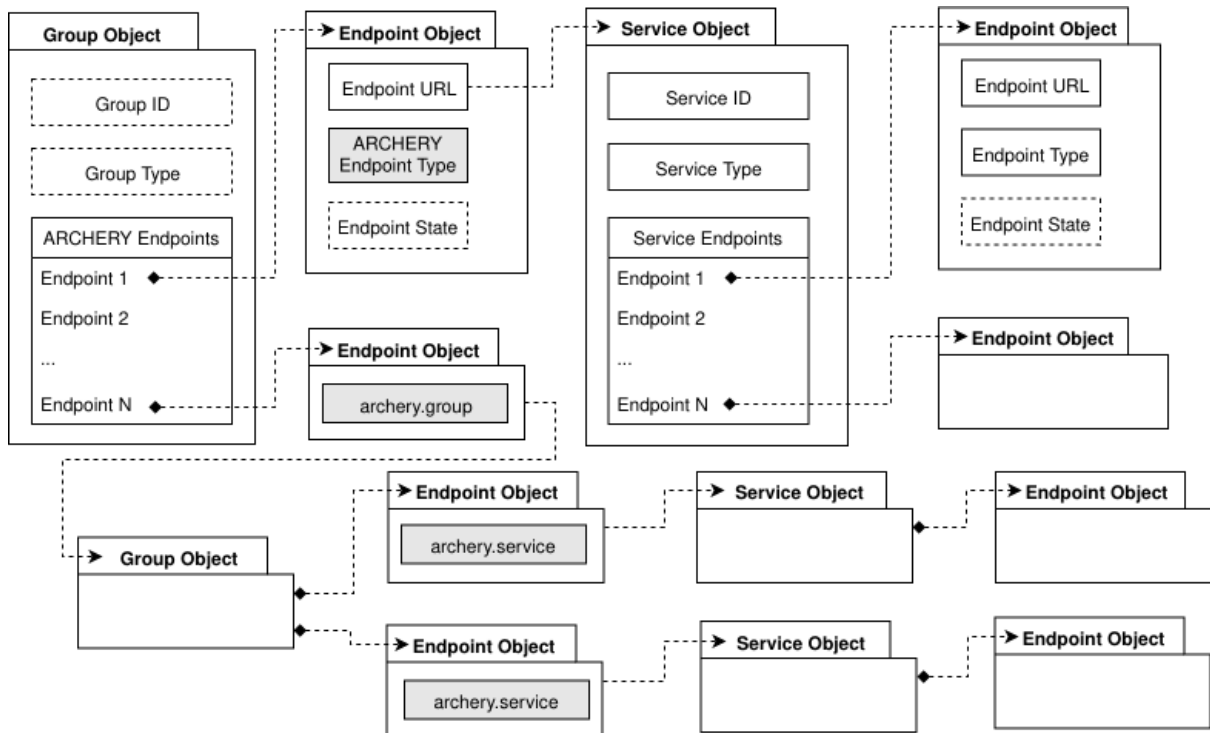 Group Object
Group ID
Group Type
ARCHERY Endpoints
Endpoint 1
Endpoint 2
...
Endpoint N
Endpoint Object
Endpoint URL
ARCHERY
Endpoint Type
Endpoint State
Endpoint Object
archery.group
Service Object
Service ID
Service Type
Service Endpoints
Endpoint 1
Endpoint 2
...
Endpoint N
Endpoint Object
Endpoint URL
Endpoint Type
Endpoint State
Endpoint Object
Group Object
Endpoint Object
archery.service
Service Object
Endpoint Object
Endpoint Object
archery.service
Service Object
Endpoint Object